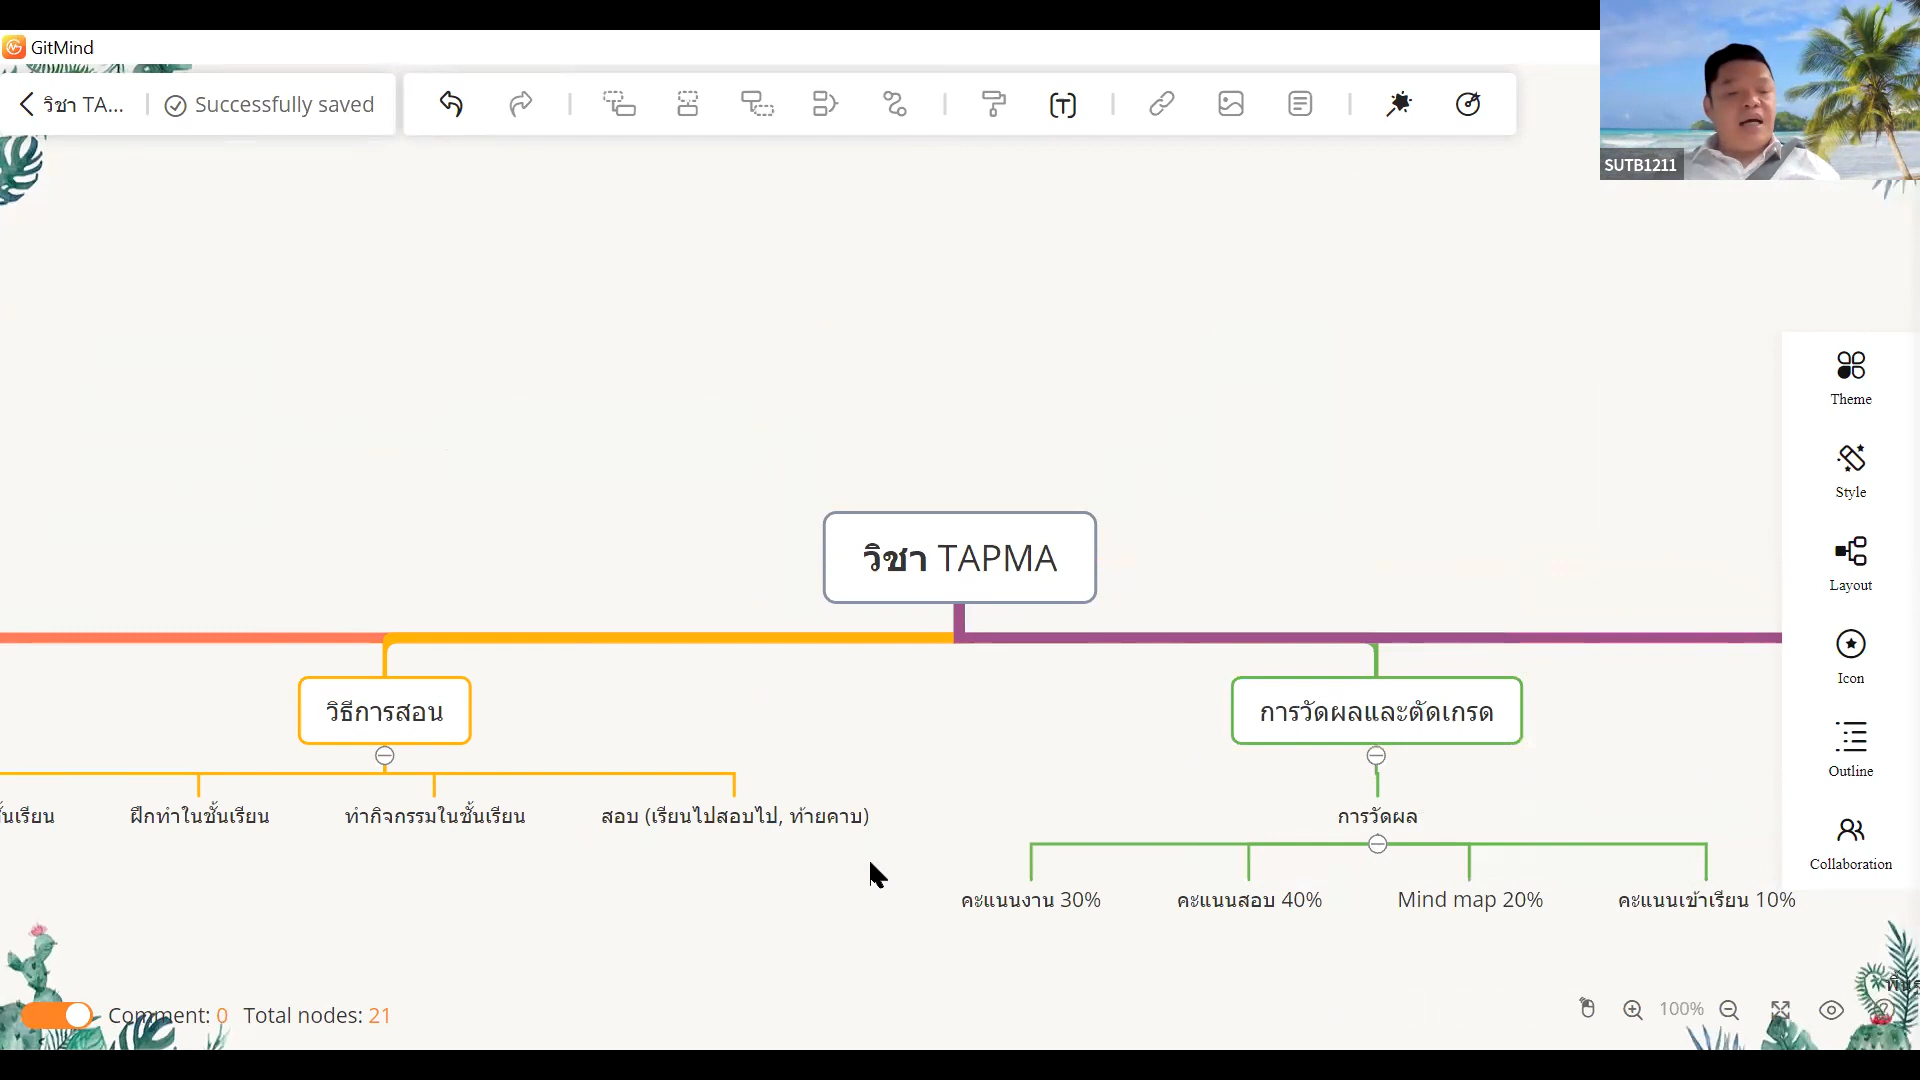 GitMind
วิชา TA...
Successfully saved
SUTB1211
Theme
Style
Layout
Icon
Outline
Collaboration
วิชา TAPMA
วิธีการสอน
การวัดผลและตัดเกรด
ชั้นเรียน
ฝึกทำในชั้นเรียน
ทำกิจกรรมในชั้นเรียน
สอบ (เรียนไปสอบไป, ท้ายคาบ)
การวัดผล
คะแนนงาน 30%
คะแนนสอบ 40%
Mind map 20%
คะแนนเข้าเรียน 10%
Comment: 0 Total nodes: 21
100%